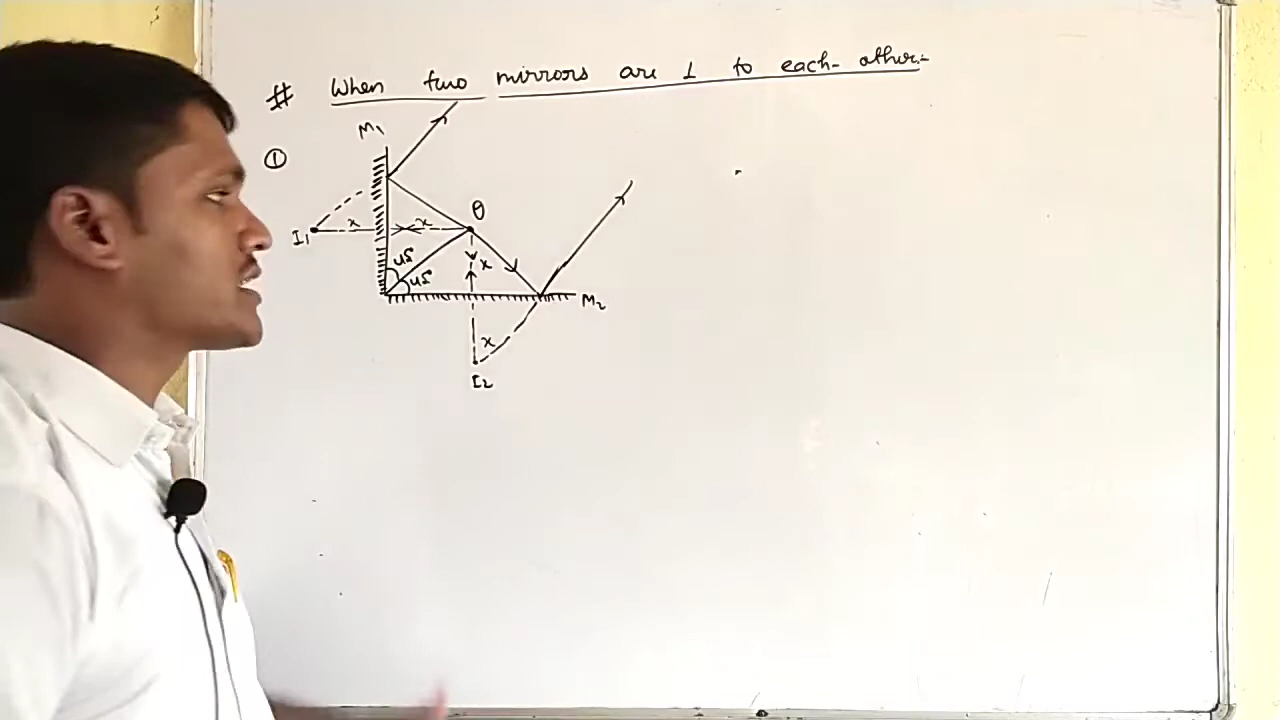 # When two mirrors are ⊥ to each-other:-
M₁
①
θ
I₁ x x
45
45 x
M₂
x
I₂